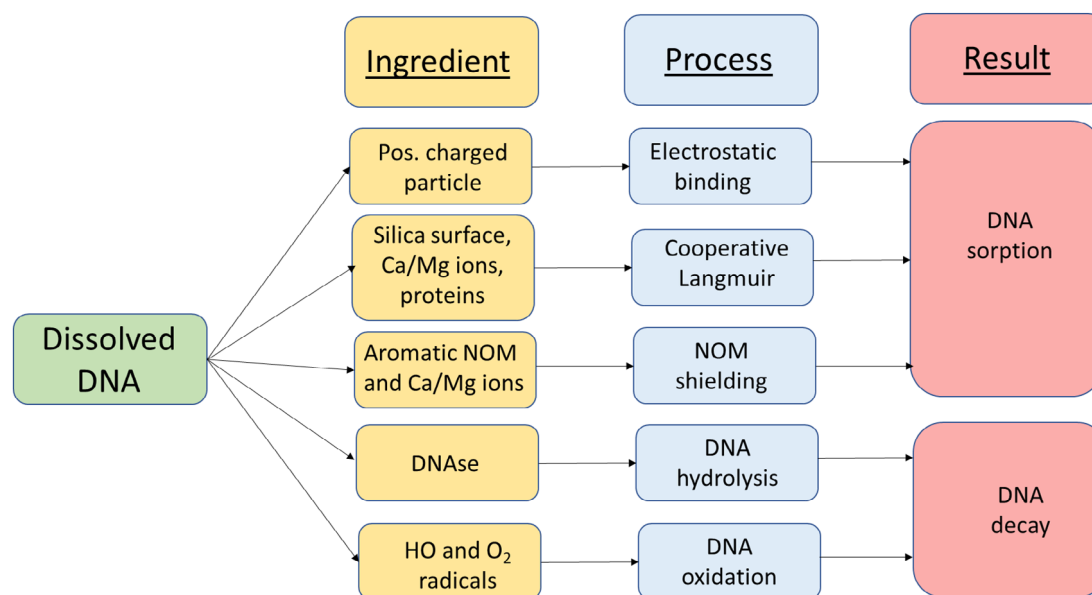 Ingredient
Process
Result
Dissolved
DNA
Pos. charged
particle
Electrostatic
binding
Silica surface,
Ca/Mg ions,
proteins
Cooperative
Langmuir
DNA
sorption
Aromatic NOM
and Ca/Mg ions
NOM
shielding
DNAse
DNA
hydrolysis
HO and O₂
radicals
DNA
oxidation
DNA
decay